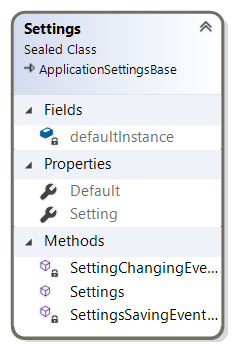 Settings
Sealed Class
ApplicationSettingsBase
Fields
defaultInstance
Properties
Default
Setting
Methods
SettingChangingEve...
Settings
SettingsSavingEvent...